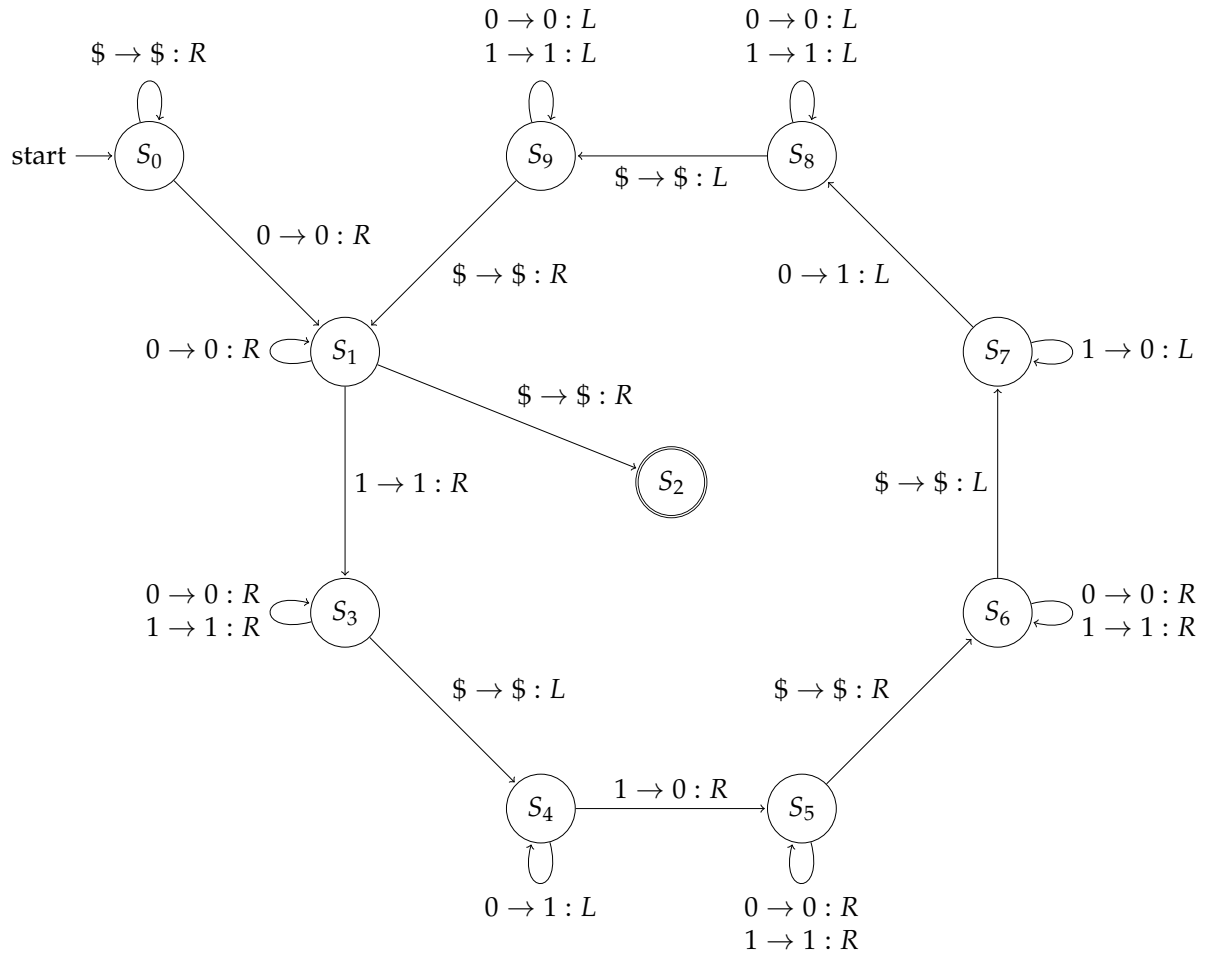 0 → 0 : L
1 → 1 : L
0 → 0 : L
1 → 1 : L
$ → $ : R
start
S0
S9
S8
$ → $ : L
0 → 0 : R
$ → $ : R
0 → 1 : L
0 → 0 : R
S1
S7
1 → 0 : L
$ → $ : R
1 → 1 : R
S2
$ → $ : L
0 → 0 : R
1 → 1 : R
S3
S6
0 → 0 : R
1 → 1 : R
$ → $ : L
$ → $ : R
S4
1 → 0 : R
S5
0 → 1 : L
0 → 0 : R
1 → 1 : R